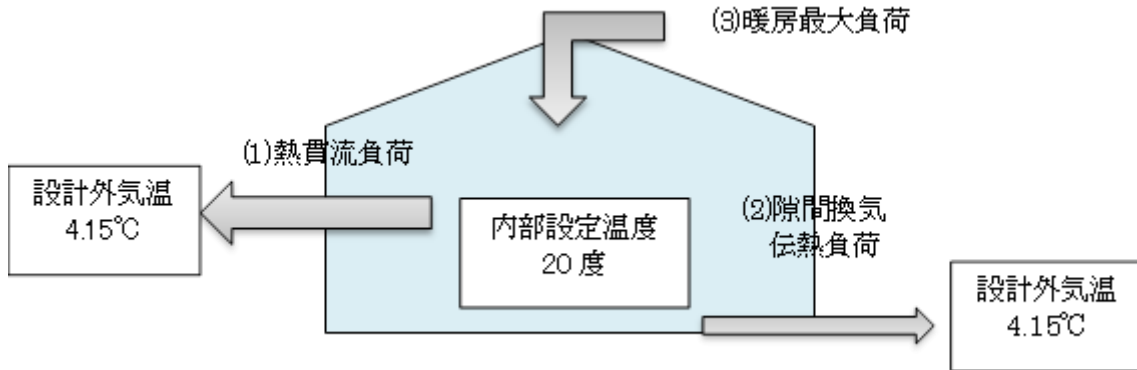 (3)暖房最大負荷
(1)熱貫流負荷
設計外気温
4.15℃
内部設定温度
20 度
(2)隙間換気
伝熱負荷
設計外気温
4.15℃